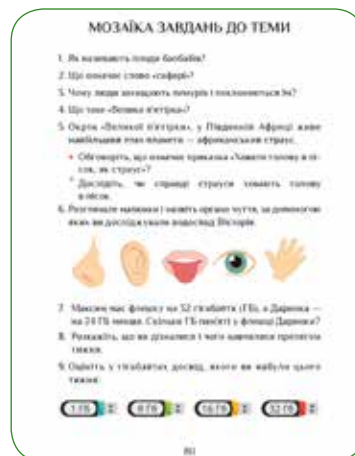 МОЗАЇКА ЗАВДАНЬ ДО ТЕМИ
1. Як називають плоди баобабів?
2. Що означає слово «сафарі»?
3. Чому люди захищають лемурів і поклоняються їм?
4. Що таке «Велика п'ятірка»?
5. Окрім «Великої п'ятірки», у Південній Африці живе
найбільший птах планети — африканський страус.
• Обговоріть, що означає приказка «Ховати голову в пі-
сок, як страус»?
Дослідіть, чи справді страуси ховають голову
в пісок.
6. Розгляньте малюнки і назвіть органи чуття, за допомогою
яких ви досліджували водоспад Вікторія.
7. Максим має флешку на 32 гігабайти (ГБ), а Даринка —
на 24 ГБ менше. Скільки ГБ пам'яті у флешці Даринки?
8. Розкажіть, що ви дізналися і чого навчилися протягом
тижня.
9. Оцініть у гігабайтах досвід, якого ви набули цього
тижня.
1 ГБ 8 ГБ 16 ГБ 32 ГБ